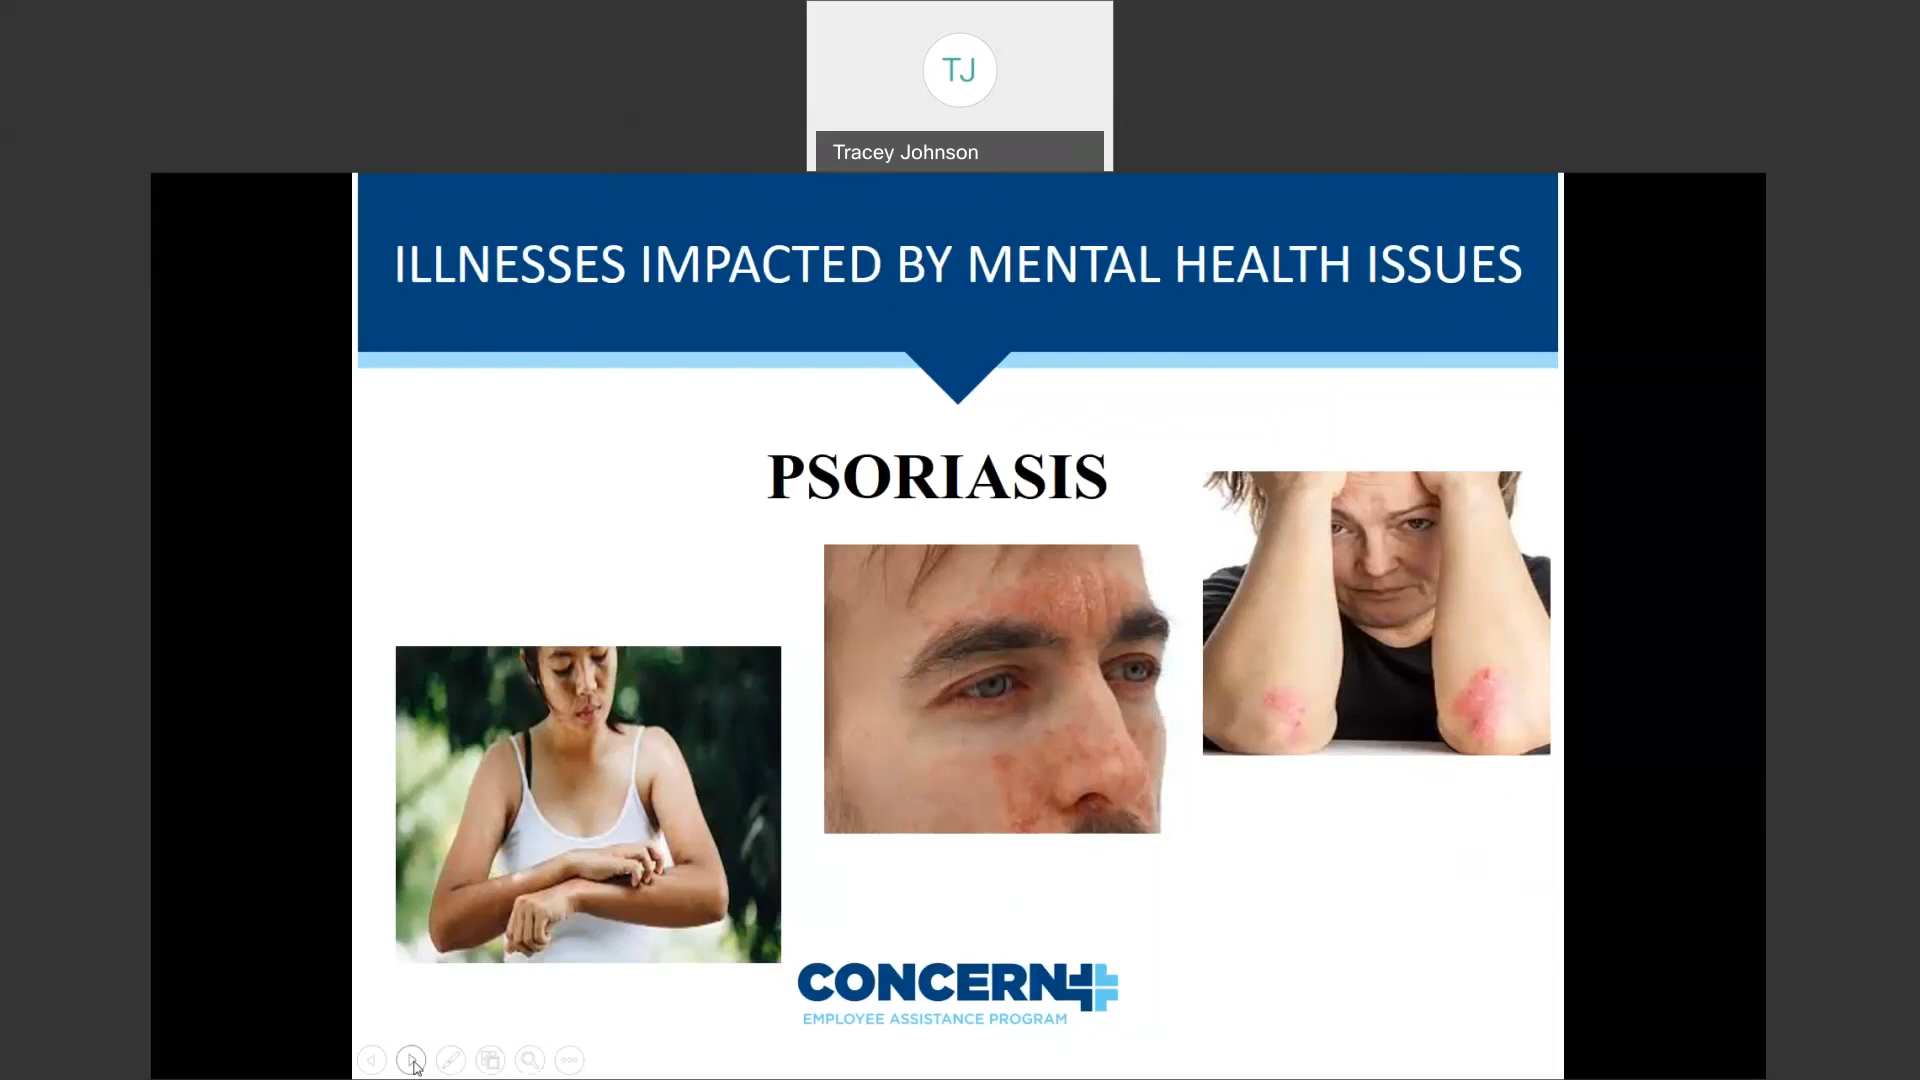 TJ
Tracey Johnson
ILLNESSES IMPACTED BY MENTAL HEALTH ISSUES
PSORIASIS
CONCERN
EMPLOYEE ASSISTANCE PROGRAM